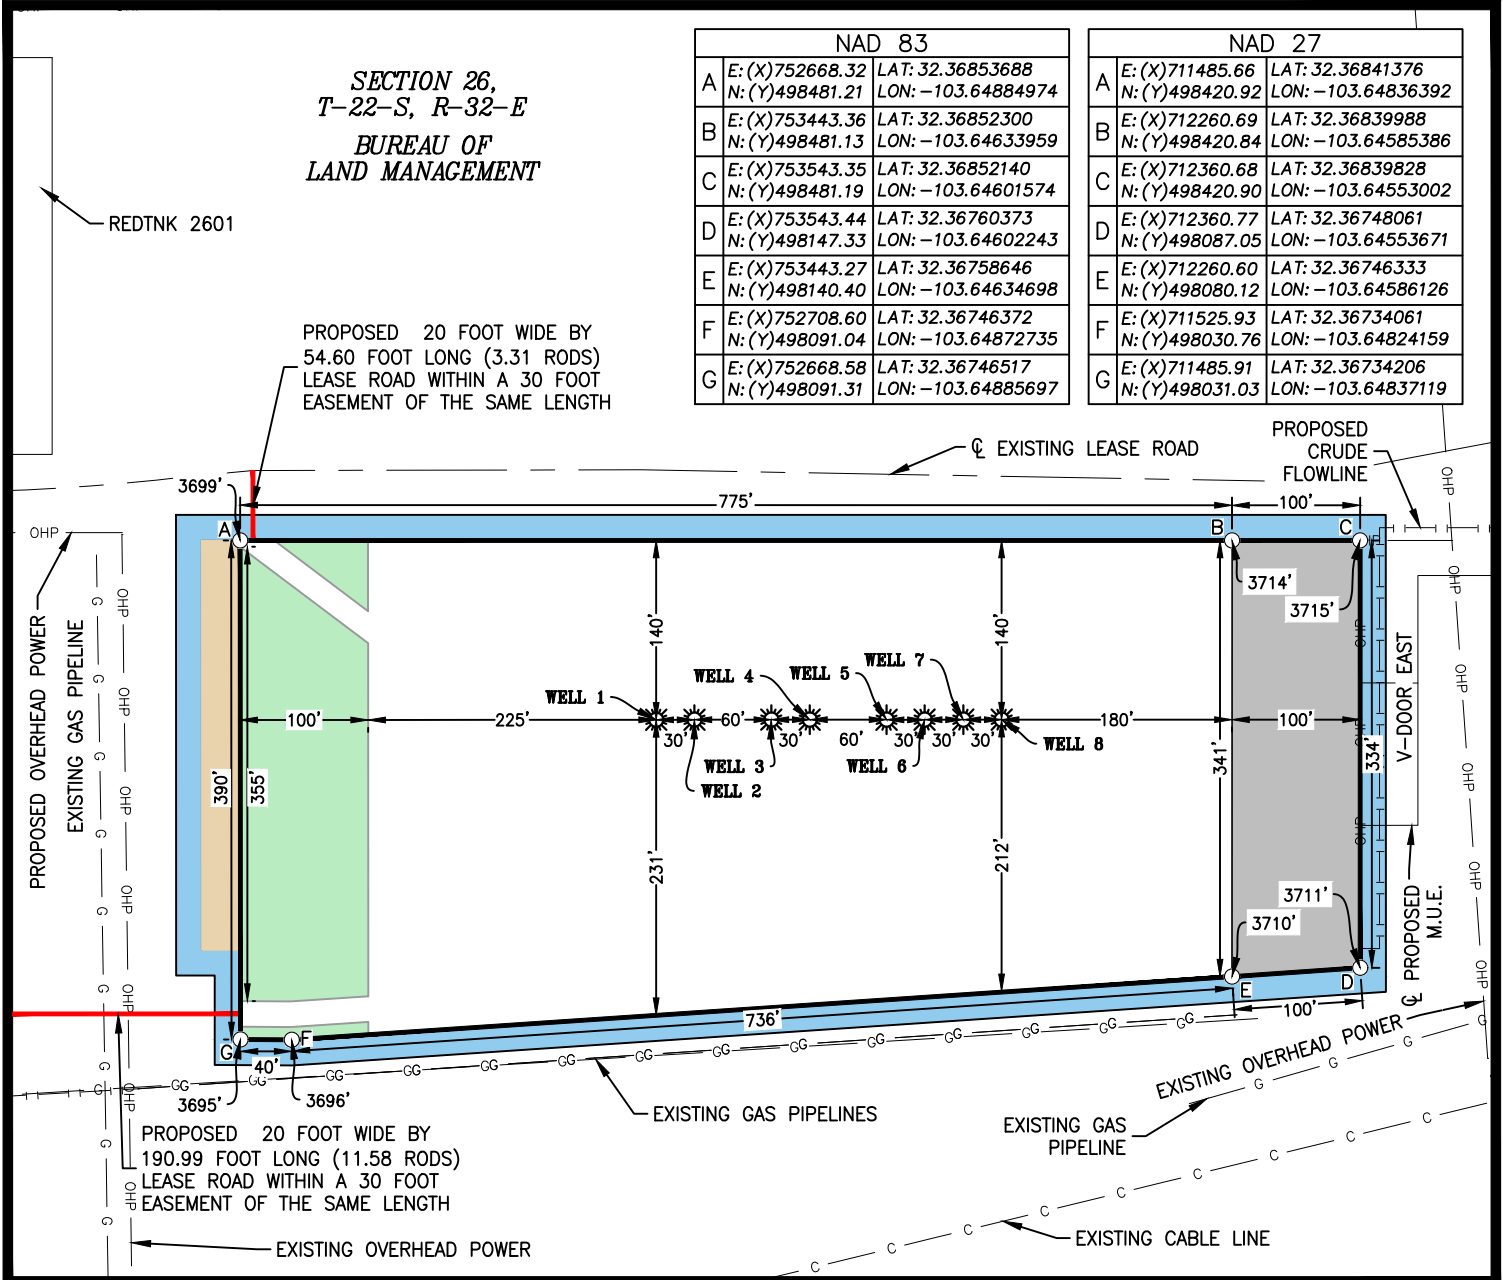 SECTION 26,
T-22-S, R-32-E
BUREAU OF
LAND MANAGEMENT
REDTNK 2601
NAD 83
A E:(X)752668.32 LAT: 32.36853688
N:(Y)498481.21 LON: -103.64884974
B E:(X)753443.36 LAT: 32.36852300
N:(Y)498481.13 LON: -103.64633959
C E:(X)753543.35 LAT: 32.36852140
N:(Y)498481.19 LON: -103.64601574
D E:(X)753543.44 LAT: 32.36760373
N:(Y)498147.33 LON: -103.64602243
E E:(X)753443.27 LAT: 32.36758646
N:(Y)498140.40 LON: -103.64634698
F E:(X)752708.60 LAT: 32.36746372
N:(Y)498091.04 LON: -103.64872735
G E:(X)752668.58 LAT: 32.36746517
N:(Y)498091.31 LON: -103.64885697
NAD 27
A E:(X)711485.66 LAT: 32.36841376
N:(Y)498420.92 LON: -103.64836392
B E:(X)712260.69 LAT: 32.36839988
N:(Y)498420.84 LON: -103.64585386
C E:(X)712360.68 LAT: 32.36839828
N:(Y)498420.90 LON: -103.64553002
D E:(X)712360.77 LAT: 32.36748061
N:(Y)498087.05 LON: -103.64553671
E E:(X)712260.60 LAT: 32.36746333
N:(Y)498080.12 LON: -103.64586126
F E:(X)711525.93 LAT: 32.36734061
N:(Y)498030.76 LON: -103.64824159
G E:(X)711485.91 LAT: 32.36734206
N:(Y)498031.03 LON: -103.64837119
PROPOSED 20 FOOT WIDE BY
54.60 FOOT LONG (3.31 RODS)
LEASE ROAD WITHIN A 30 FOOT
EASEMENT OF THE SAME LENGTH
℄ EXISTING LEASE ROAD
PROPOSED
CRUDE
FLOWLINE
3699'
775'
100'
A
B
C
OHP
3714'
3715'
140'
140'
WELL 1
WELL 4
WELL 5
WELL 7
100'
225'
60'
180'
100'
30'
30'
60'
30'
30'
30'
WELL 8
WELL 3
WELL 6
WELL 2
390'
355'
231'
212'
341'
334'
V-DOOR EAST
PROPOSED OVERHEAD POWER
EXISTING GAS PIPELINE
℄ PROPOSED
M.U.E.
3711'
3710'
E
D
100'
736'
G
F
40'
3695'
3696'
EXISTING GAS PIPELINES
EXISTING OVERHEAD POWER
EXISTING GAS
PIPELINE
PROPOSED 20 FOOT WIDE BY
190.99 FOOT LONG (11.58 RODS)
LEASE ROAD WITHIN A 30 FOOT
EASEMENT OF THE SAME LENGTH
EXISTING OVERHEAD POWER
EXISTING CABLE LINE